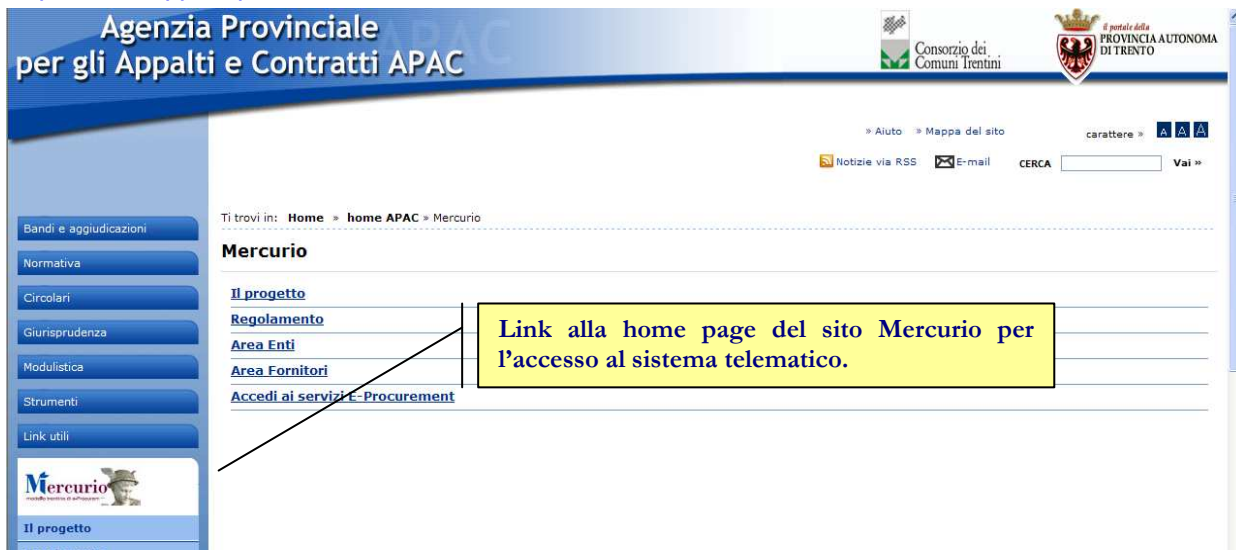 Agenzia Provinciale
per gli Appalti e Contratti APAC
Consorzio dei
Comuni Trentini
il portale della
PROVINCIA AUTONOMA
DI TRENTO
» Aiuto » Mappa del sito carattere » A A A
Notizie via RSS E-mail CERCA Vai »
Ti trovi in: Home » home APAC » Mercurio
Mercurio
Il progetto
Regolamento
Area Enti
Area Fornitori
Accedi ai servizi E-Procurement
Link alla home page del sito Mercurio per
l'accesso al sistema telematico.
Bandi e aggiudicazioni
Normativa
Circolari
Giurisprudenza
Modulistica
Strumenti
Link utili
Mercurio
Il progetto